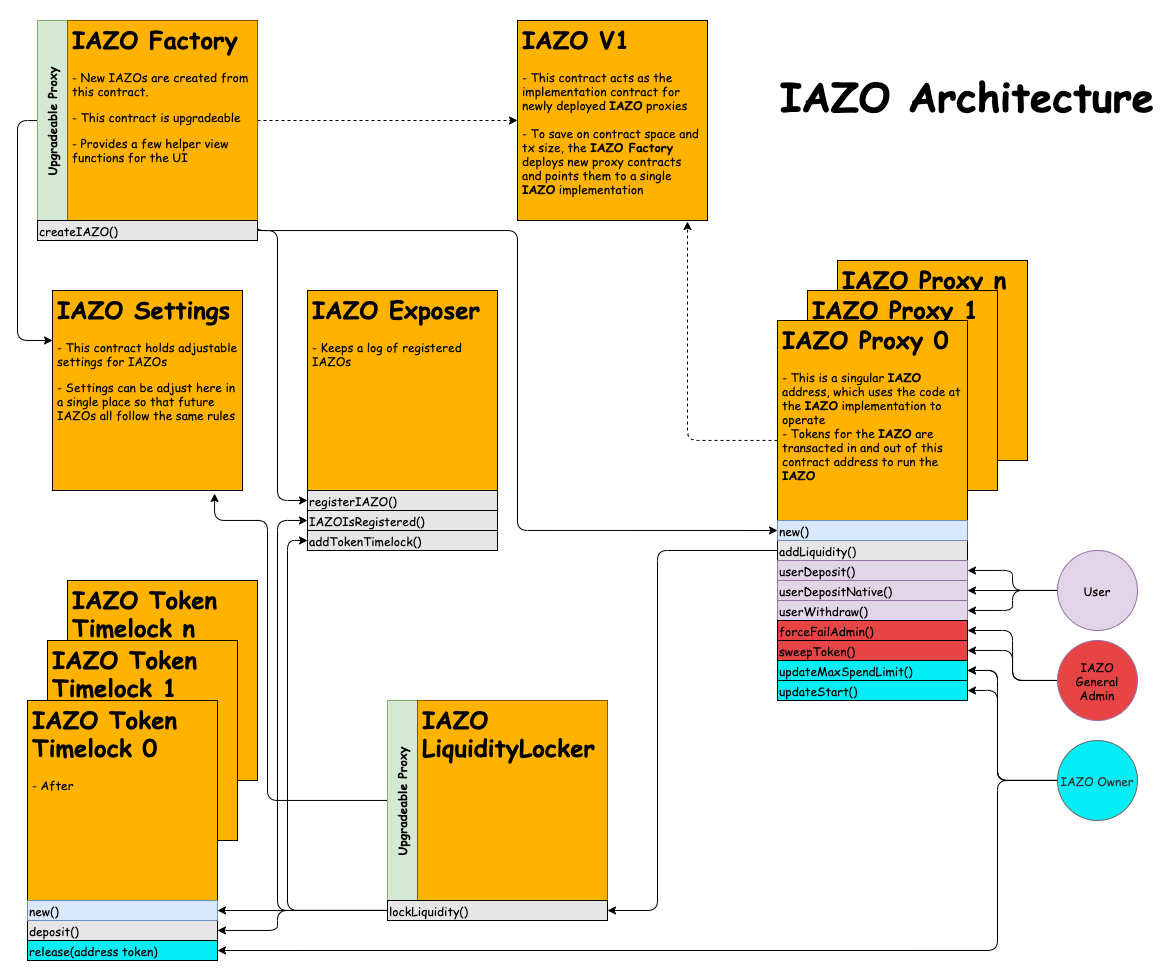 IAZO Architecture
Upgradeable Proxy
IAZO Factory
- New IAZOs are created from
this contract.
- This contract is upgradeable
- Provides a few helper view
functions for the UI
createIAZO()
IAZO V1
- This contract acts as the
implementation contract for
newly deployed IAZO proxies
- To save on contract space and
tx size, the IAZO Factory
deploys new proxy contracts
and points them to a single
IAZO implementation
IAZO Settings
- This contract holds adjustable
settings for IAZOs
- Settings can be adjust here in
a single place so that future
IAZOs all follow the same rules
IAZO Exposer
- Keeps a log of registered
IAZOs
registerIAZO()
IAZOIsRegistered()
addTokenTimelock()
IAZO Proxy n
IAZO Proxy 1
IAZO Proxy 0
- This is a singular IAZO
address, which uses the code at
the IAZO implementation to
operate
- Tokens for the IAZO are
transacted in and out of this
contract address to run the
IAZO
new()
addLiquidity()
userDeposit()
userDepositNative()
userWithdraw()
forceFailAdmin()
sweepToken()
updateMaxSpendLimit()
updateStart()
User
IAZO
General
Admin
IAZO Owner
IAZO Token
Timelock n
IAZO Token
Timelock 1
IAZO Token
Timelock 0
- After
new()
deposit()
release(address token)
Upgradeable Proxy
IAZO
LiquidityLocker
lockLiquidity()